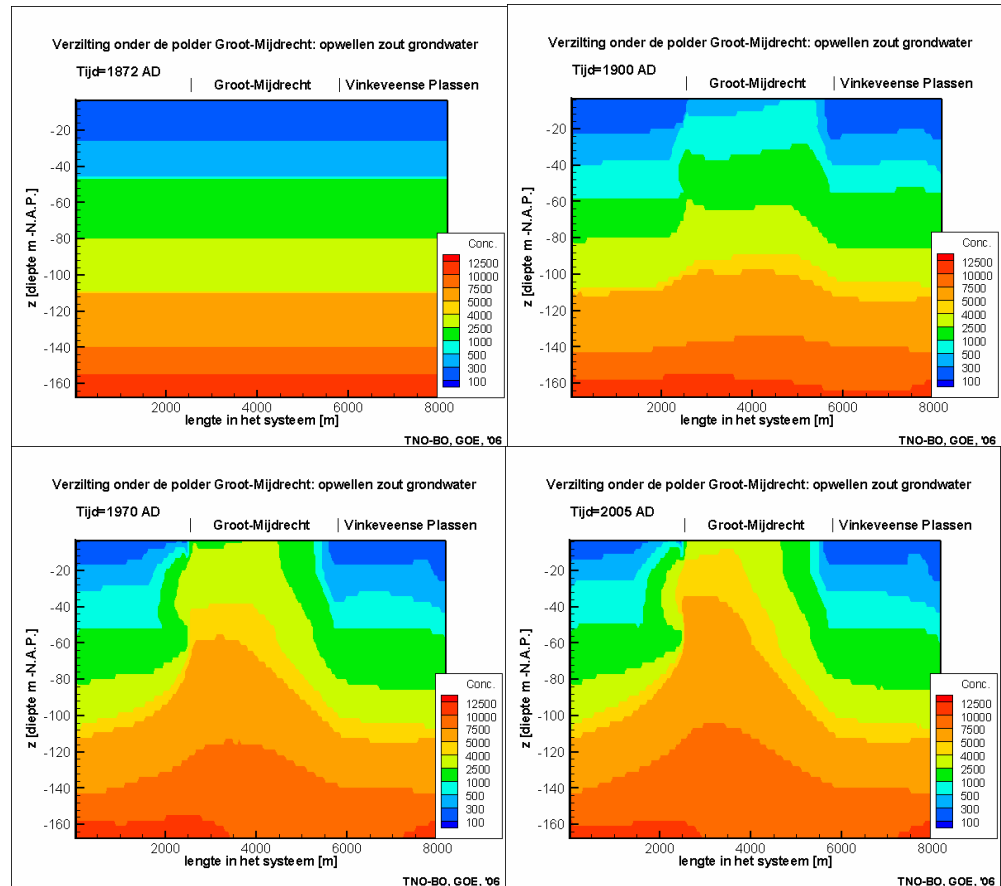 Verzilting onder de polder Groot-Mijdrecht: opwellen zout grondwater
Tijd=1872 AD
Groot-Mijdrecht
Vinkeveense Plassen
z [diepte m -N.A.P.]
-20
-40
-60
-80
-100
-120
-140
-160
Conc.
12500
10000
7500
5000
4000
2500
1000
500
300
100
2000 4000 6000 8000
lengte in het systeem [m]
TNO-BO, GOE, '06
Verzilting onder de polder Groot-Mijdrecht: opwellen zout grondwater
Tijd=1900 AD
Groot-Mijdrecht
Vinkeveense Plassen
z [diepte m -N.A.P.]
-20
-40
-60
-80
-100
-120
-140
-160
Conc.
12500
10000
7500
5000
4000
2500
1000
500
300
100
2000 4000 6000 8000
lengte in het systeem [m]
TNO-BO, GOE, '06
Verzilting onder de polder Groot-Mijdrecht: opwellen zout grondwater
Tijd=1970 AD
Groot-Mijdrecht
Vinkeveense Plassen
z [diepte m -N.A.P.]
-20
-40
-60
-80
-100
-120
-140
-160
Conc.
12500
10000
7500
5000
4000
2500
1000
500
300
100
2000 4000 6000 8000
lengte in het systeem [m]
TNO-BO, GOE, '06
Verzilting onder de polder Groot-Mijdrecht: opwellen zout grondwater
Tijd=2005 AD
Groot-Mijdrecht
Vinkeveense Plassen
z [diepte m -N.A.P.]
-20
-40
-60
-80
-100
-120
-140
-160
Conc.
12500
10000
7500
5000
4000
2500
1000
500
300
100
2000 4000 6000 8000
lengte in het systeem [m]
TNO-BO, GOE, '06